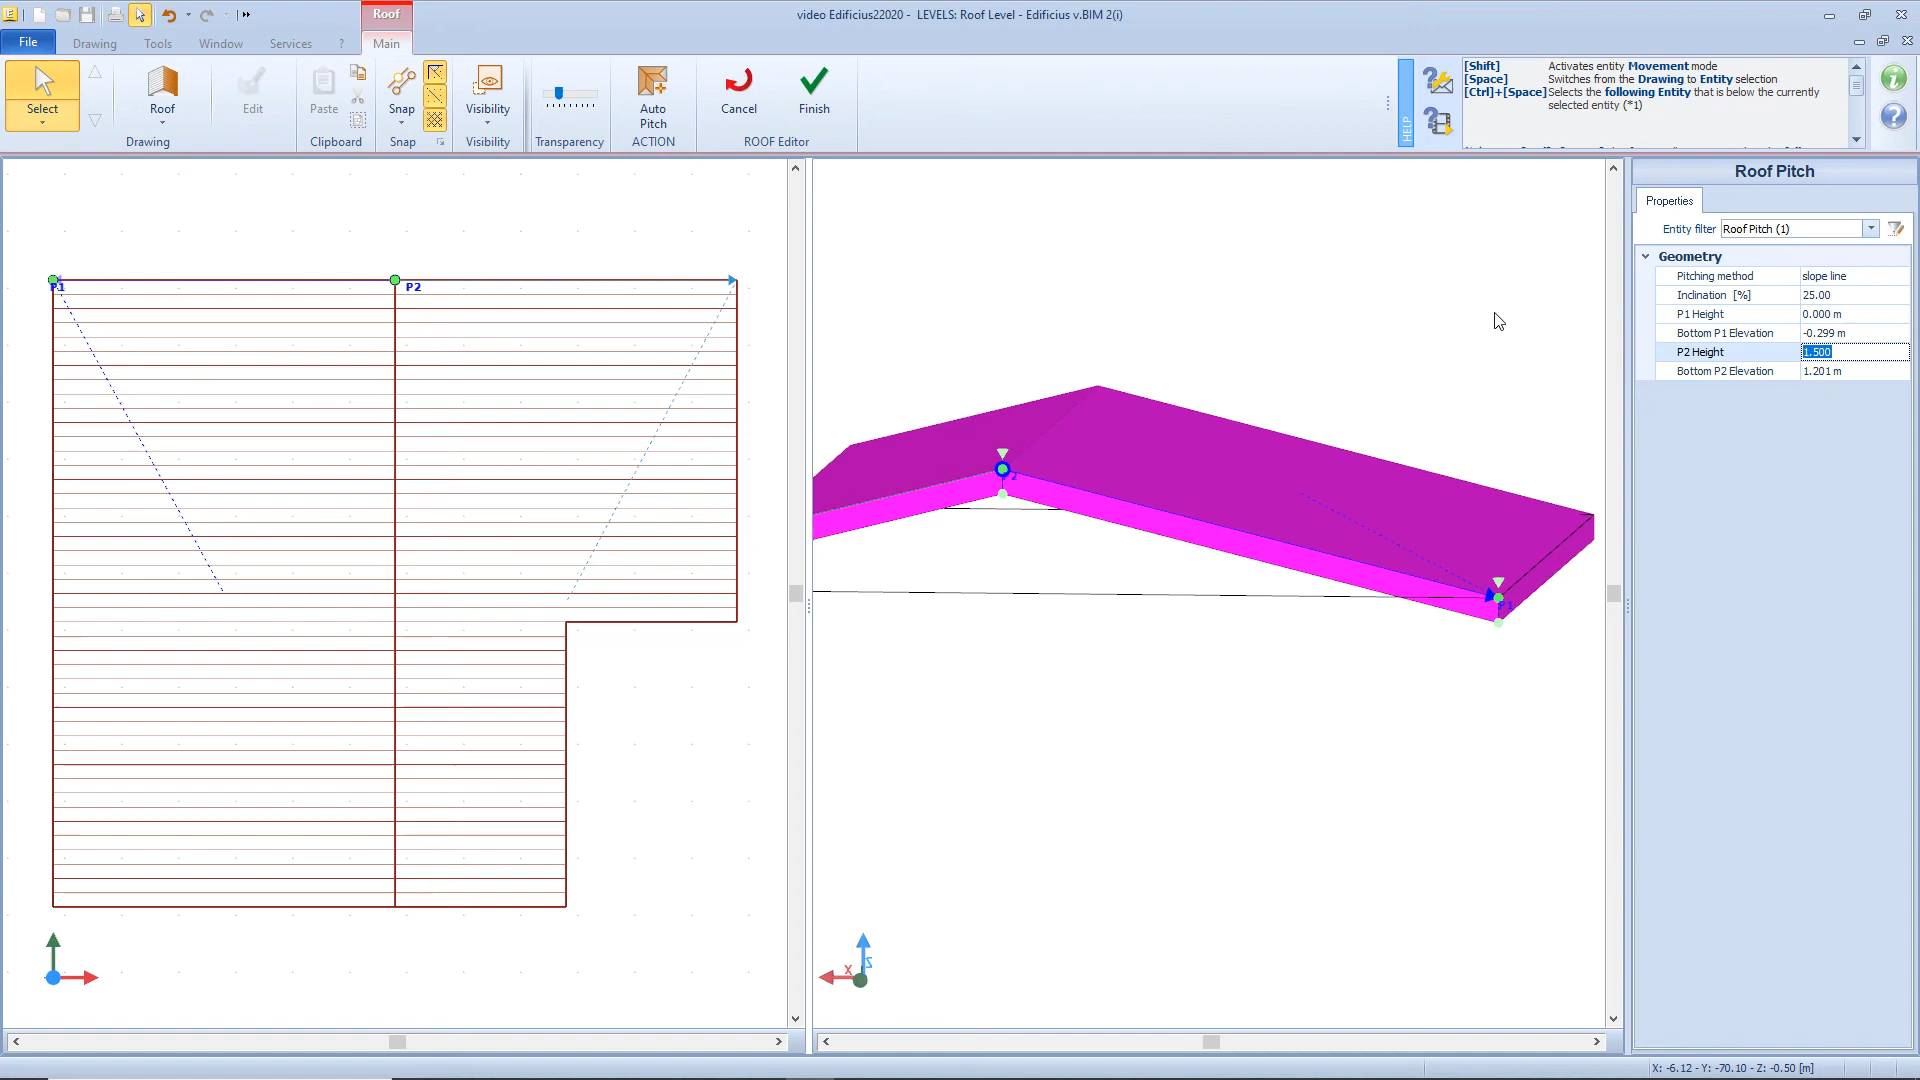 Roof
video Edificius22020 - LEVELS: Roof Level - Edificius v.BIM 2(i)
File
Drawing
Tools
Window
Services
?
Main
Select
Roof
Edit
Drawing
Paste
Clipboard
Snap
Snap
Visibility
Visibility
Transparency
Auto
Pitch
ACTION
Cancel
Finish
ROOF Editor
HELP
[Shift] Activates entity Movement mode
[Space] Switches from the Drawing to Entity selection
[Ctrl]+[Space] Selects the following Entity that is below the currently
selected entity (*1)
Roof Pitch
Properties
Entity filter Roof Pitch (1)
Geometry
Pitching method slope line
Inclination [%] 25.00
P1 Height 0.000 m
Bottom P1 Elevation -0.299 m
P2 Height 1.500
Bottom P2 Elevation 1.201 m
P1
P2
X
Z
X: -6.12 - Y: -70.10 - Z: -0.50 [m]